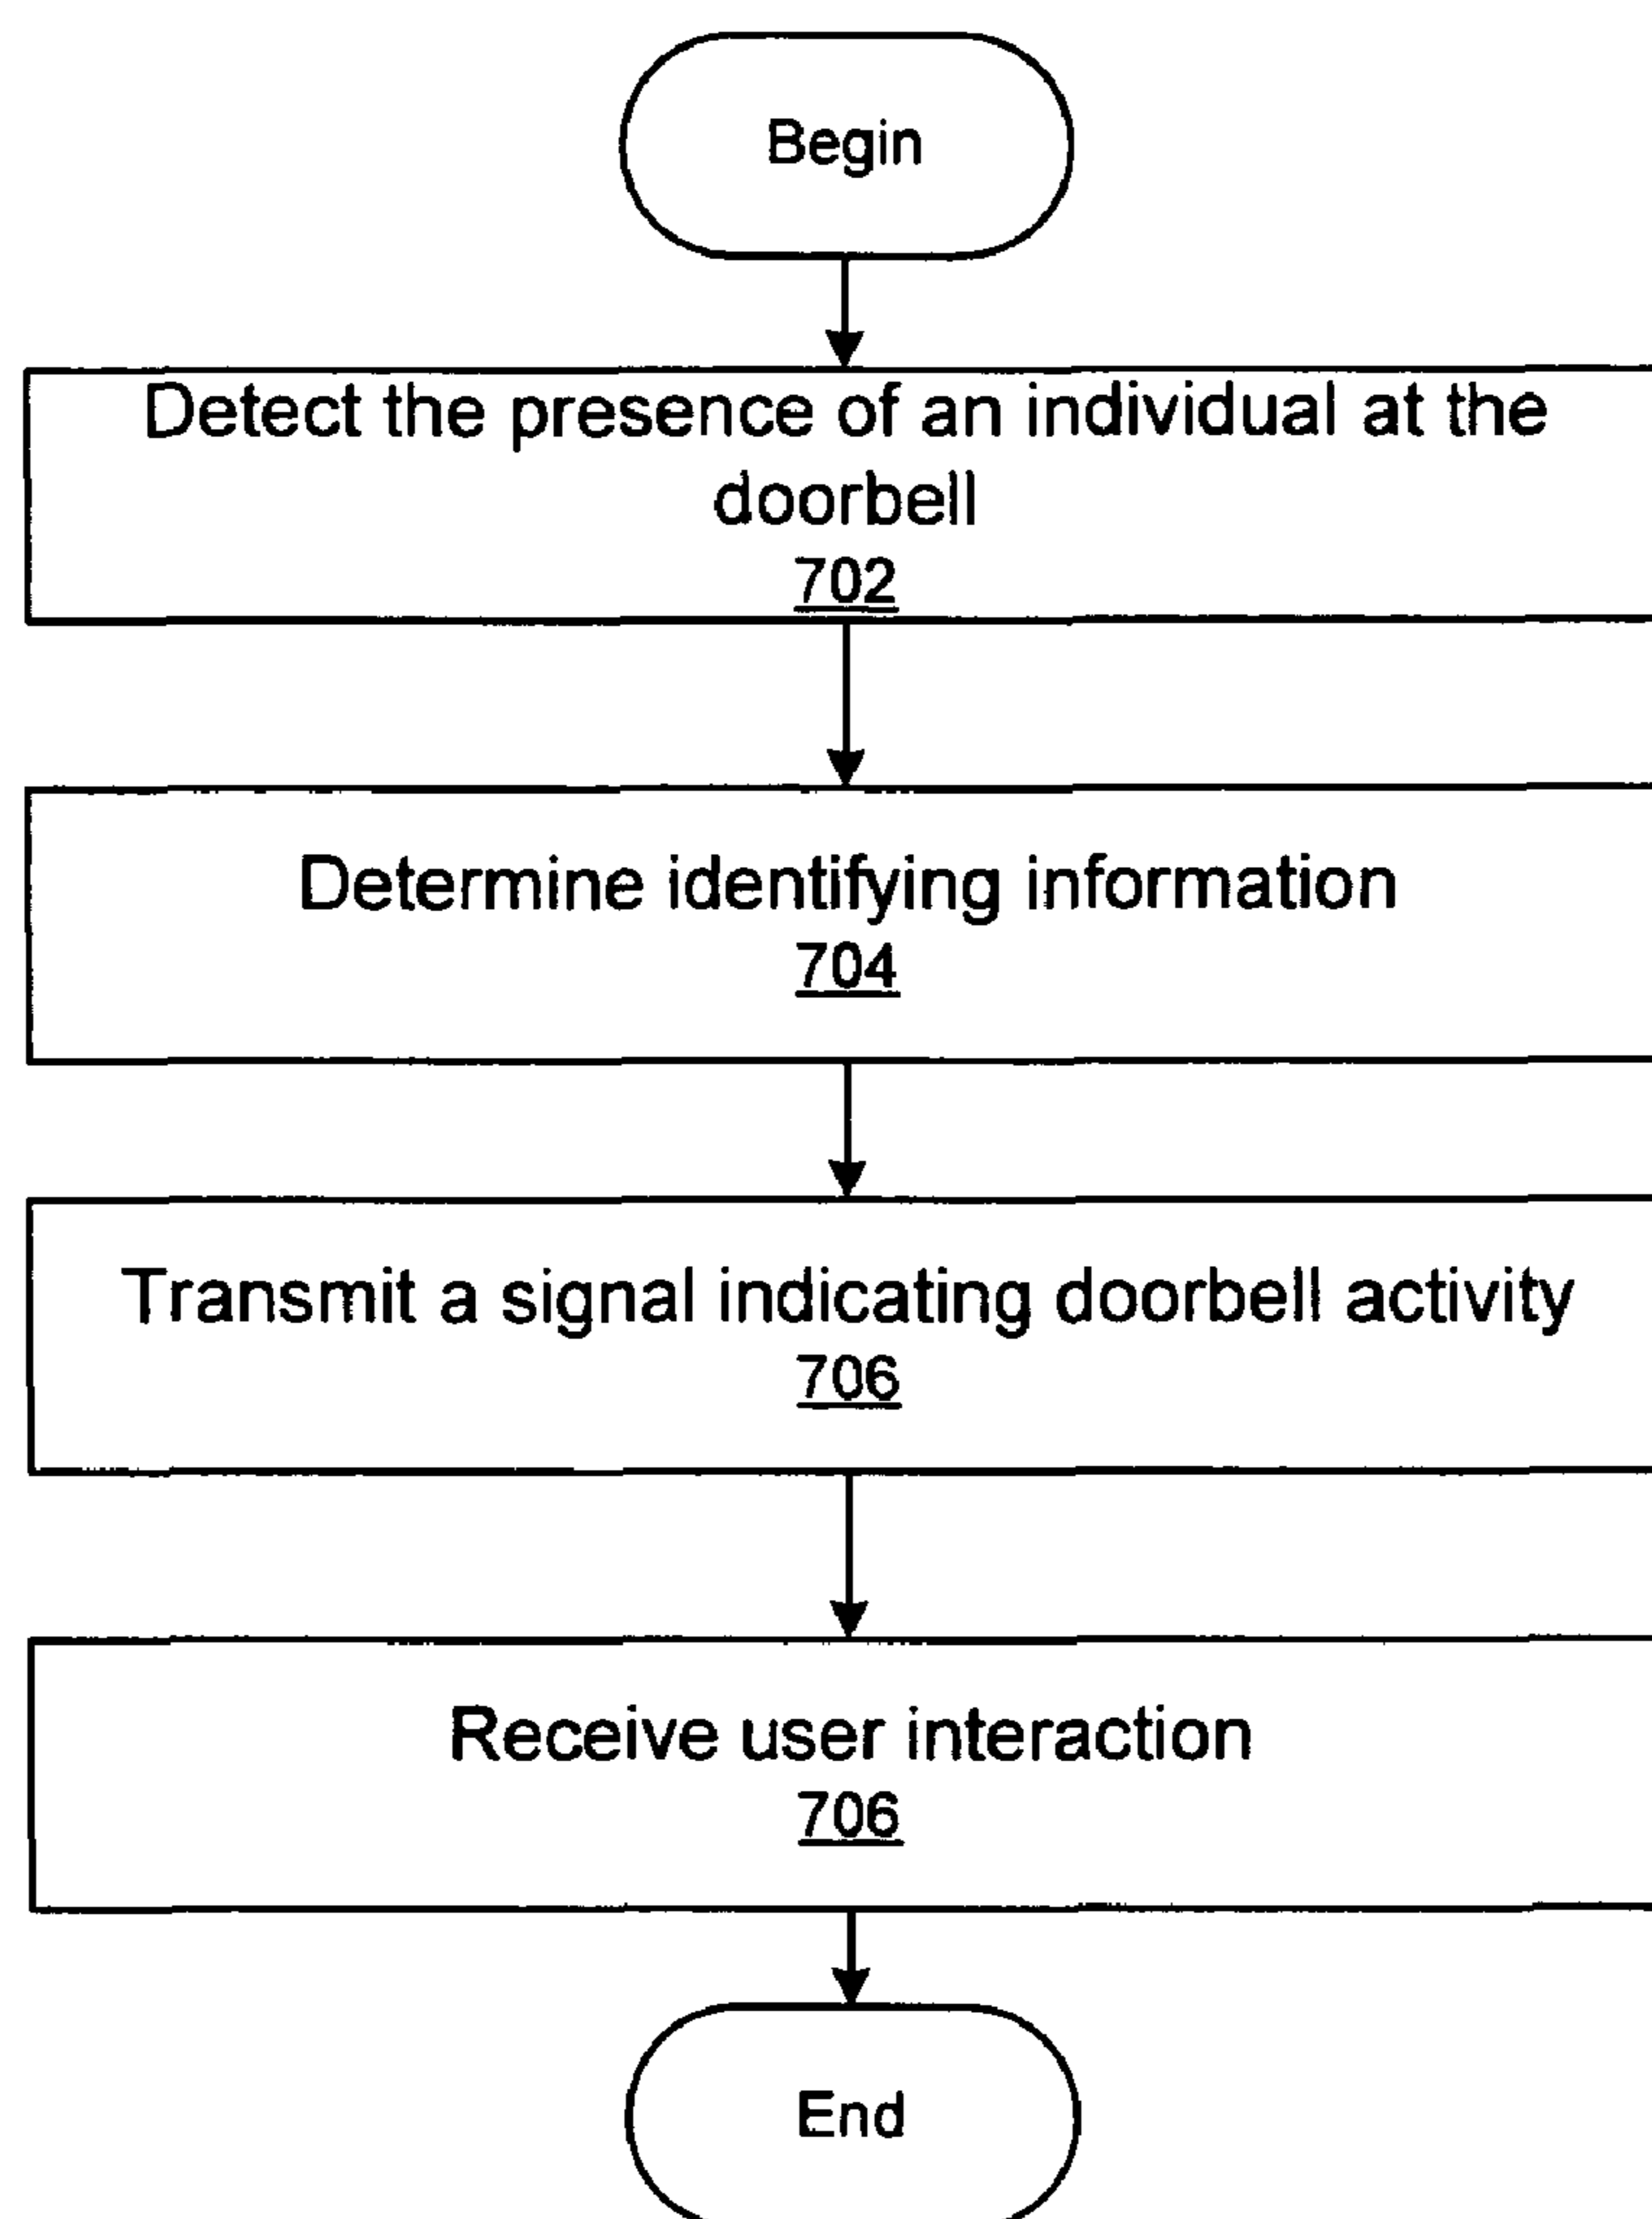 Begin
Detect the presence of an individual at the
doorbell
702
Determine identifying information
704
Transmit a signal indicating doorbell activity
706
Receive user interaction
706
End